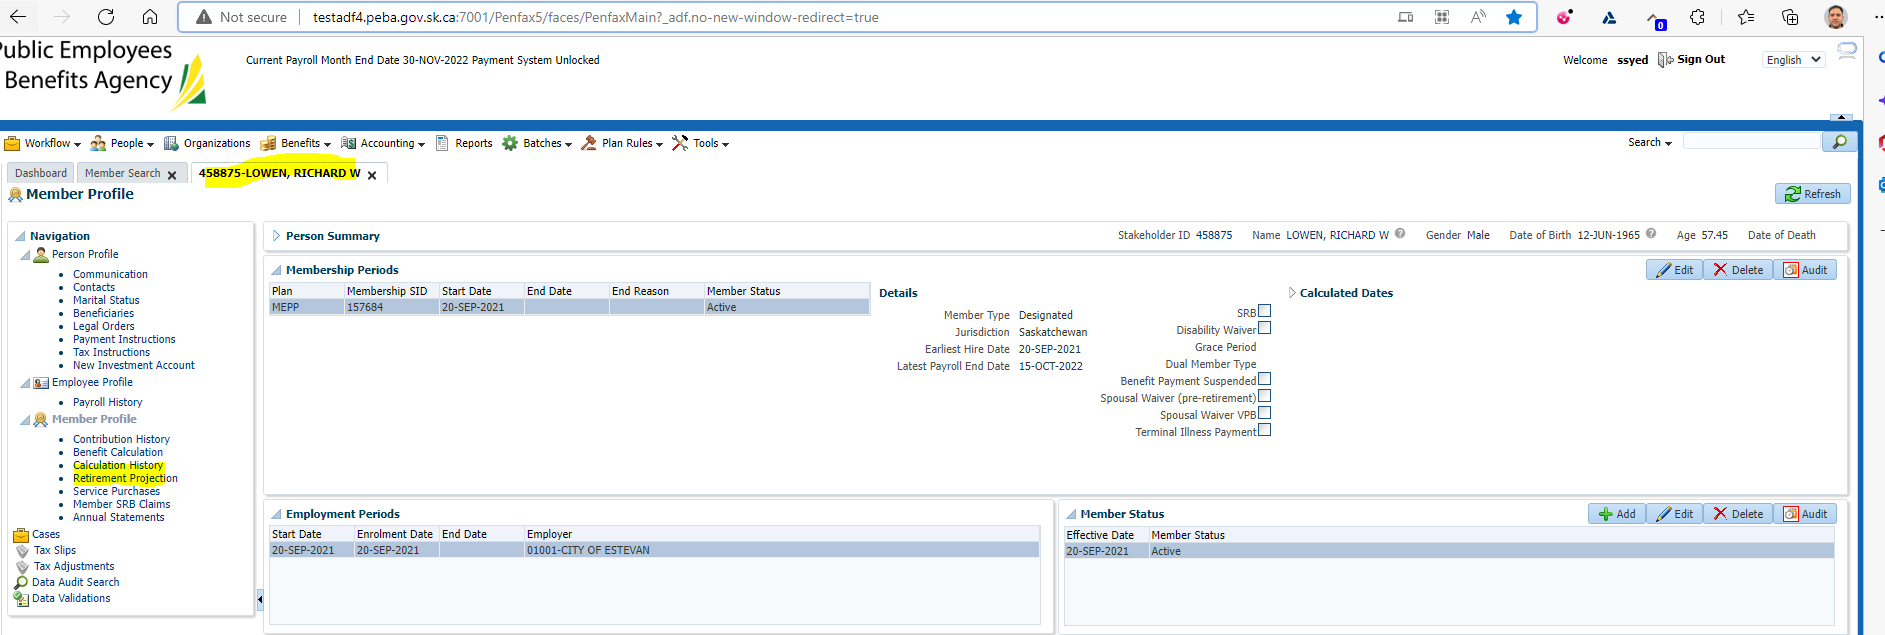 Not secure | testadf4.peba.gov.sk.ca:7001/Penfax5/faces/PenfaxMain?_adf.no-new-window-redirect=true
0
Public Employees
Benefits Agency
Current Payroll Month End Date 30-NOV-2022 Payment System Unlocked
Welcome ssyed Sign Out English
Workflow People Organizations Benefits Accounting Reports Batches Plan Rules Tools Search
Dashboard Member Search 458875-LOWEN, RICHARD W
Member Profile
Refresh
Navigation
Person Profile
Communication
Contacts
Marital Status
Beneficiaries
Legal Orders
Payment Instructions
Tax Instructions
New Investment Account
Employee Profile
Payroll History
Member Profile
Contribution History
Benefit Calculation
Calculation History
Retirement Projection
Service Purchases
Member SRB Claims
Annual Statements
Cases
Tax Slips
Tax Adjustments
Data Audit Search
Data Validations
Person Summary
Stakeholder ID 458875 Name LOWEN, RICHARD W Gender Male Date of Birth 12-JUN-1965 Age 57.45 Date of Death
Membership Periods
Edit Delete Audit
Plan Membership SID Start Date End Date End Reason Member Status
MEPP 157684 20-SEP-2021 Active
Details
Member Type Designated
Jurisdiction Saskatchewan
Earliest Hire Date 20-SEP-2021
Latest Payroll End Date 15-OCT-2022
SRB
Disability Waiver
Grace Period
Dual Member Type
Benefit Payment Suspended
Spousal Waiver (pre-retirement)
Spousal Waiver VPB
Terminal Illness Payment
Calculated Dates
Employment Periods
Start Date Enrolment Date End Date Employer
20-SEP-2021 20-SEP-2021 01001-CITY OF ESTEVAN
Member Status
Add Edit Delete Audit
Effective Date Member Status
20-SEP-2021 Active